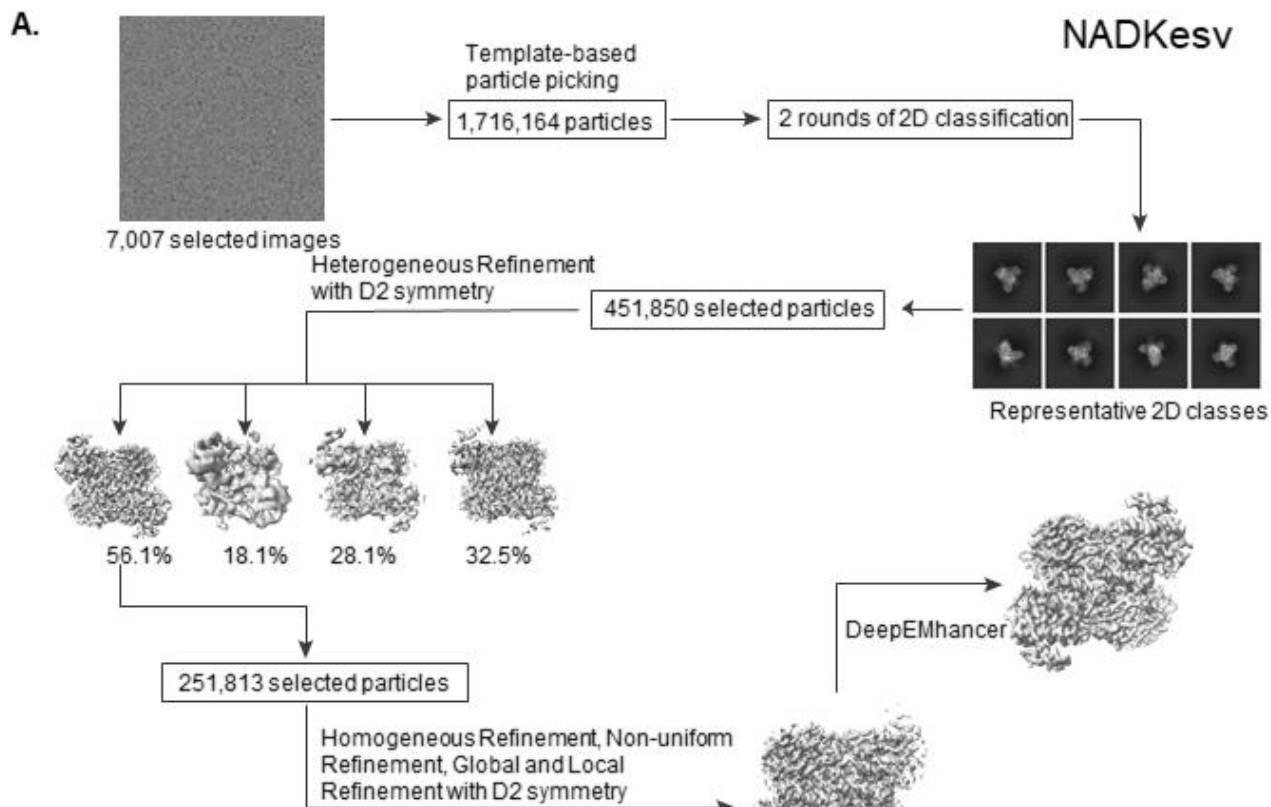 A.
NADKesv
Template-based
particle picking
1,716,164 particles
2 rounds of 2D classification
7,007 selected images
Heterogeneous Refinement
with D2 symmetry
451,850 selected particles
Representative 2D classes
56.1%
18.1%
28.1%
32.5%
DeepEMhancer
251,813 selected particles
Homogeneous Refinement, Non-uniform
Refinement, Global and Local
Refinement with D2 symmetry